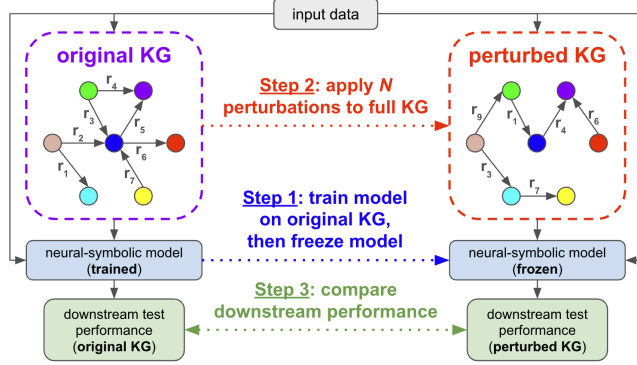 input data
original KG
r4
r3
r5
r2
r6
r1
r7
neural-symbolic model
(trained)
downstream test
performance
(original KG)
Step 2: apply N
perturbations to full KG
Step 1: train model
on original KG,
then freeze model
Step 3: compare
downstream performance
perturbed KG
r9
r1
r4
r6
r3
r7
neural-symbolic model
(frozen)
downstream test
performance
(perturbed KG)